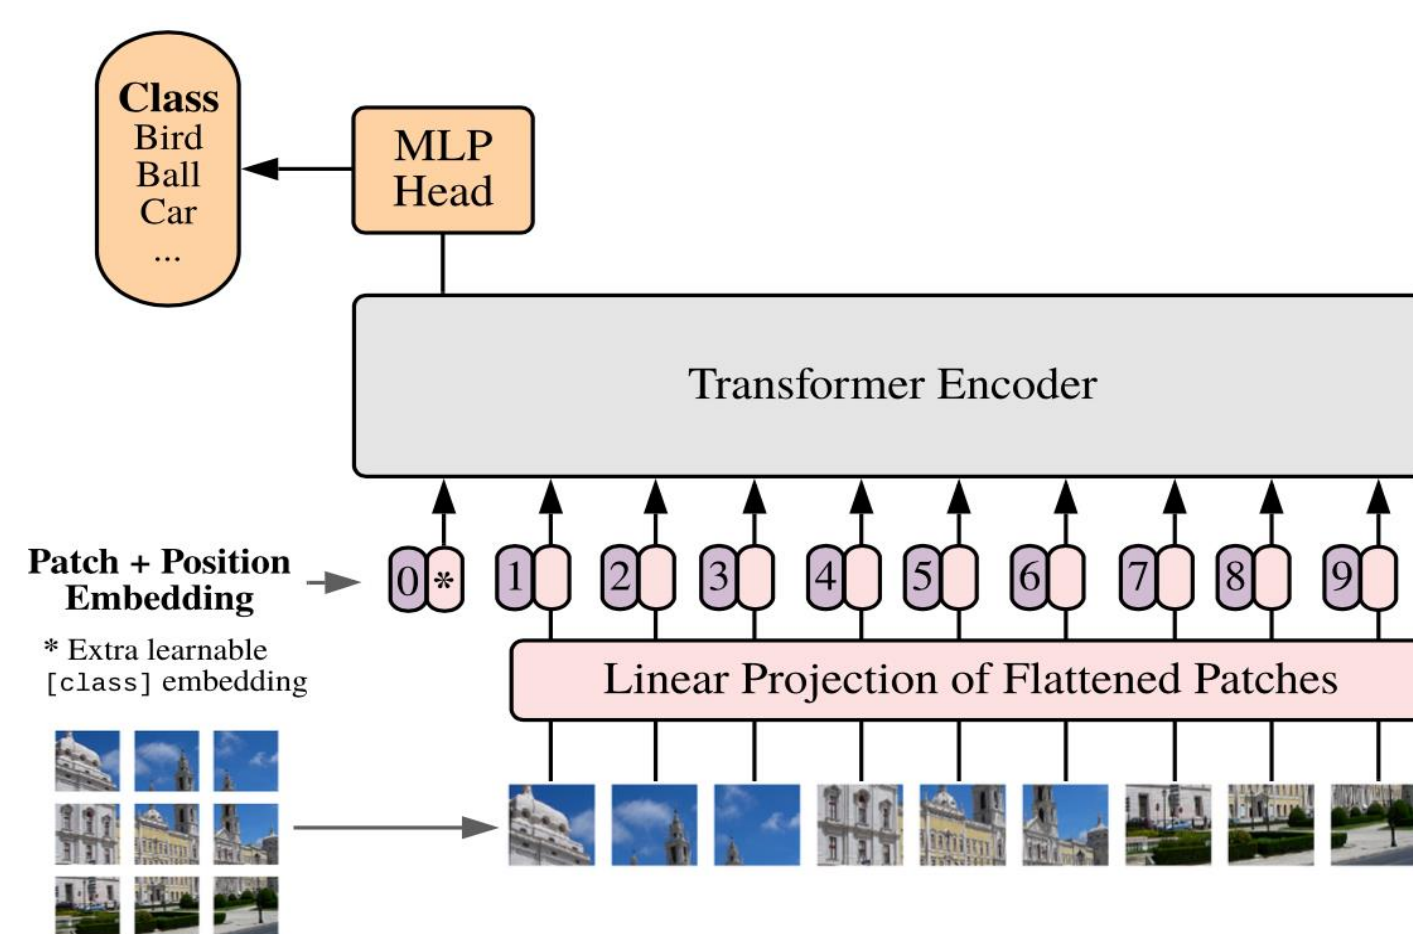 Class
Bird
Ball
Car
...
MLP
Head
Transformer Encoder
Patch + Position
Embedding
0 * 1 2 3 4 5 6 7 8 9
* Extra learnable
[class] embedding
Linear Projection of Flattened Patches